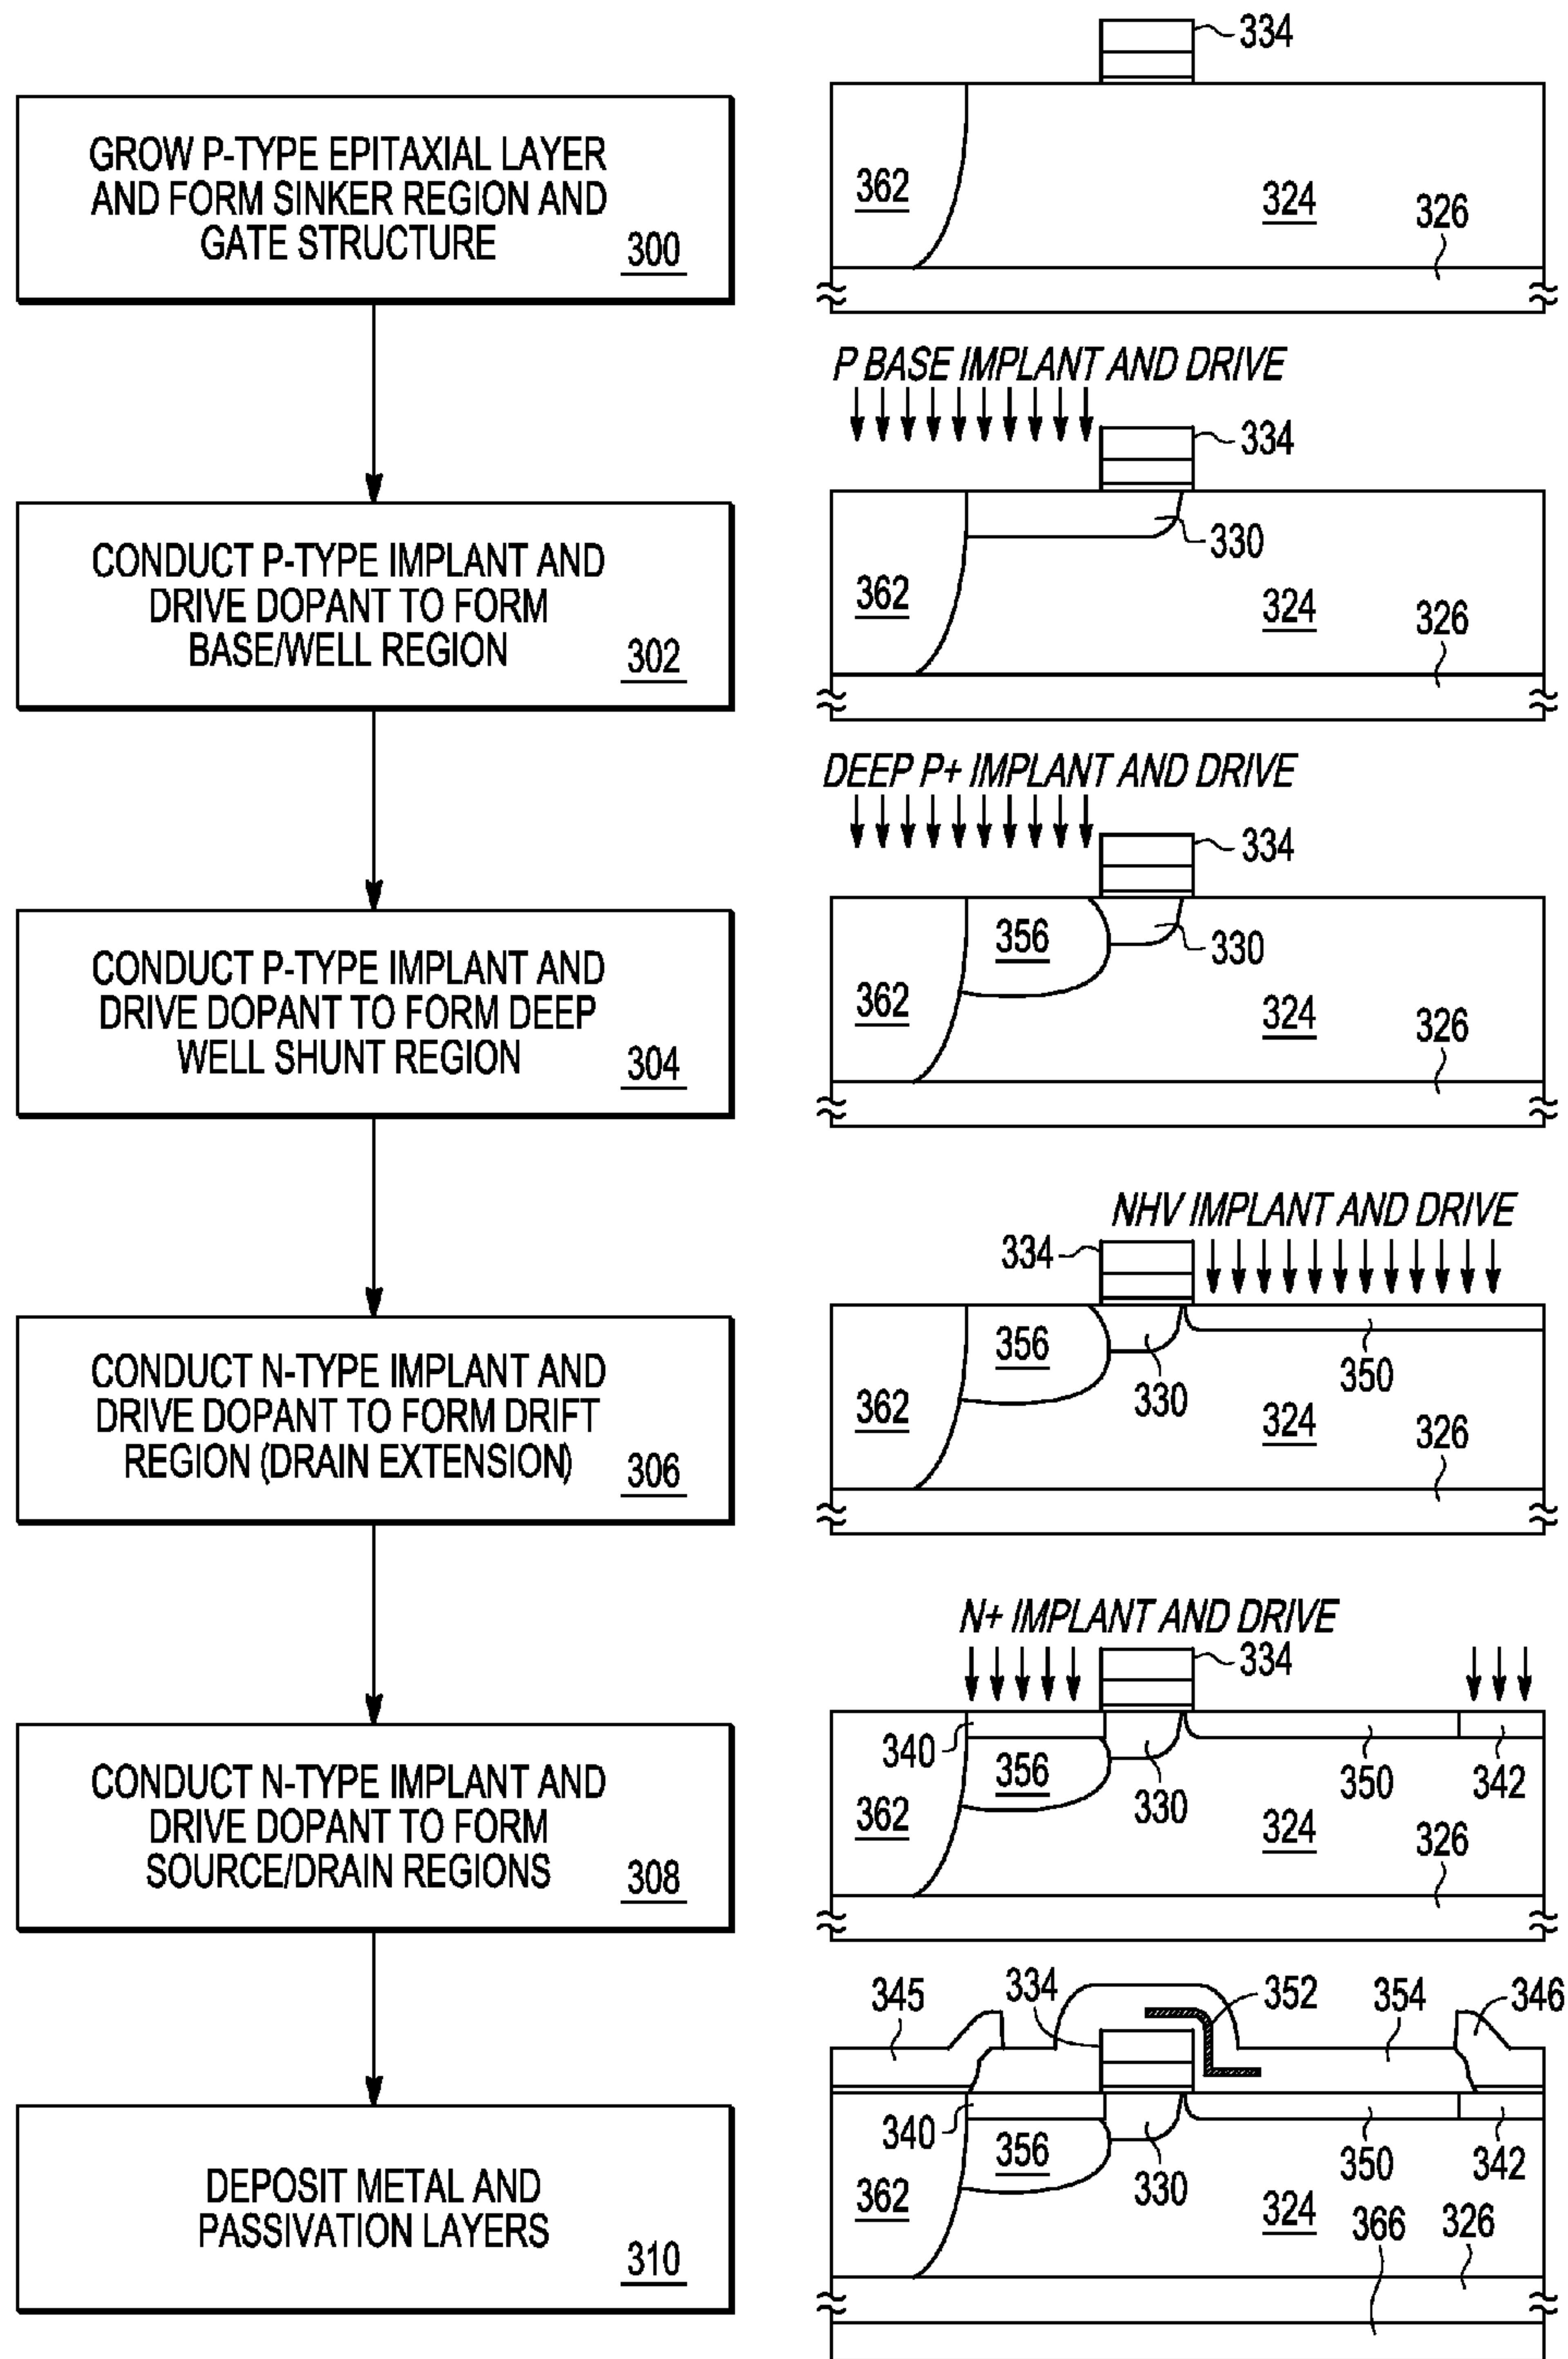 GROW P-TYPE EPITAXIAL LAYER
AND FORM SINKER REGION AND
GATE STRUCTURE
300
334
362
324
326
P BASE IMPLANT AND DRIVE
334
CONDUCT P-TYPE IMPLANT AND
DRIVE DOPANT TO FORM
BASE/WELL REGION
302
330
362
324
326
DEEP P+ IMPLANT AND DRIVE
334
CONDUCT P-TYPE IMPLANT AND
DRIVE DOPANT TO FORM DEEP
WELL SHUNT REGION
304
356
330
362
324
326
NHV IMPLANT AND DRIVE
334
CONDUCT N-TYPE IMPLANT AND
DRIVE DOPANT TO FORM DRIFT
REGION (DRAIN EXTENSION)
306
356
350
330
362
324
326
N+ IMPLANT AND DRIVE
334
CONDUCT N-TYPE IMPLANT AND
DRIVE DOPANT TO FORM
SOURCE/DRAIN REGIONS
308
340
356
350
342
330
362
324
326
345
334
352
354
346
DEPOSIT METAL AND
PASSIVATION LAYERS
310
340
356
350
342
330
362
324
366
326